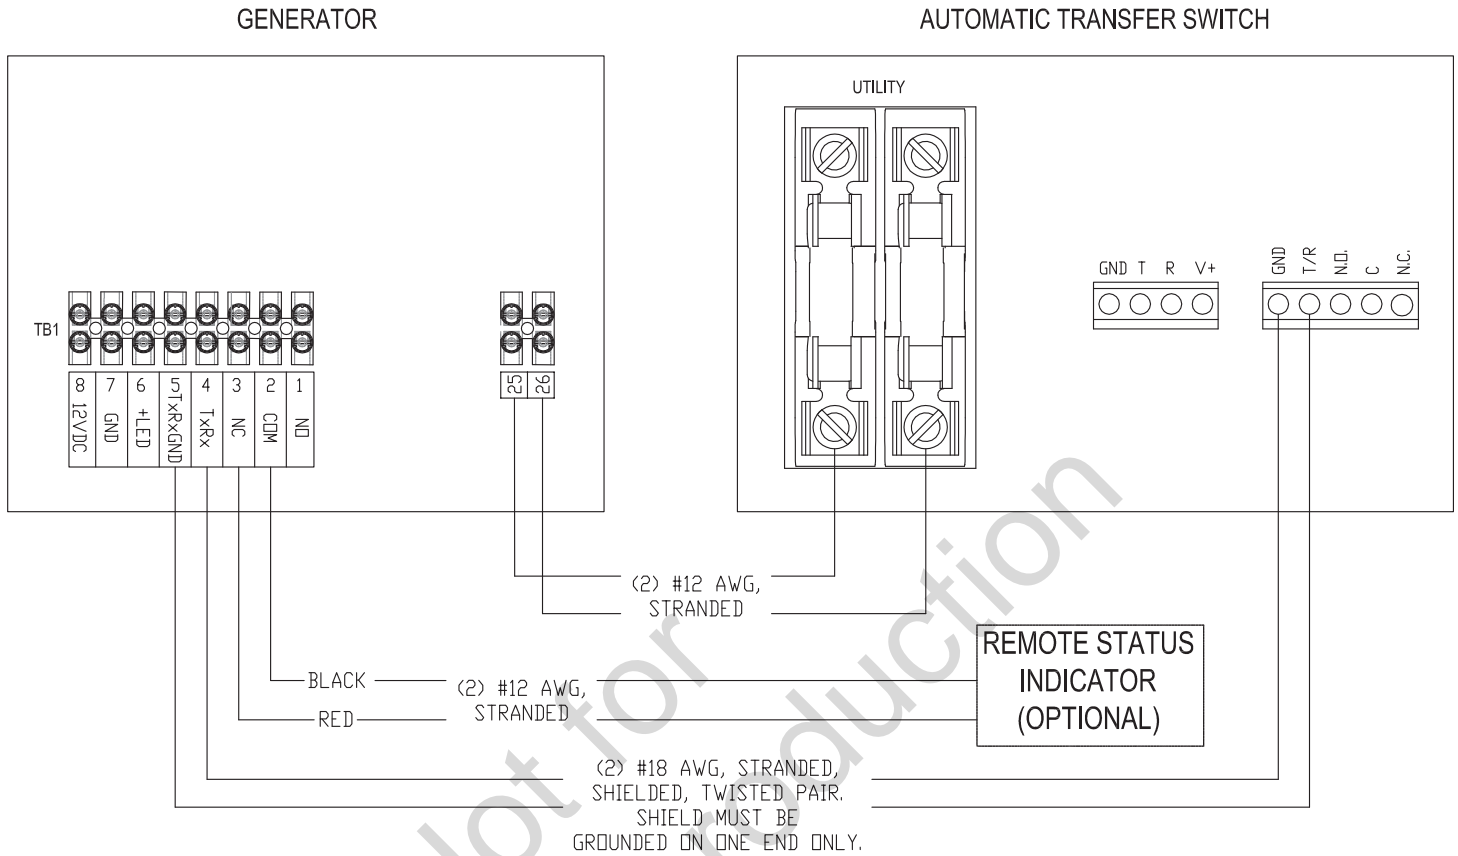 GENERATOR
AUTOMATIC TRANSFER SWITCH
UTILITY
GND T R V+
GND T/R N.O. C N.C.
TB1
8 7 6 5 4 3 2 1
12VDC GND +LED TxRxGND TxRx NC COM NO
25 26
(2) #12 AWG,
STRANDED
BLACK
RED
(2) #12 AWG,
STRANDED
REMOTE STATUS
INDICATOR
(OPTIONAL)
(2) #18 AWG, STRANDED,
SHIELDED, TWISTED PAIR.
SHIELD MUST BE
GROUNDED ON ONE END ONLY.
Not for